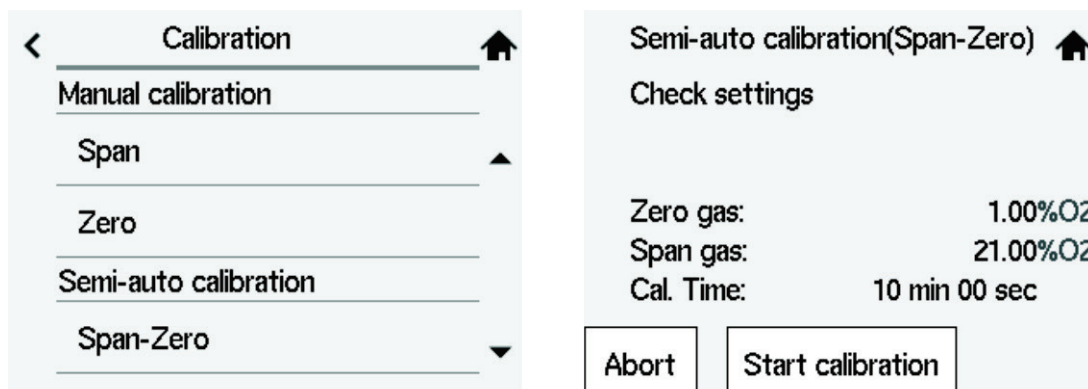 Calibration
Manual calibration
Span
Zero
Semi-auto calibration
Span-Zero
Semi-auto calibration(Span-Zero)
Check settings
Zero gas: 1.00%O2
Span gas: 21.00%O2
Cal. Time: 10 min 00 sec
Abort
Start calibration